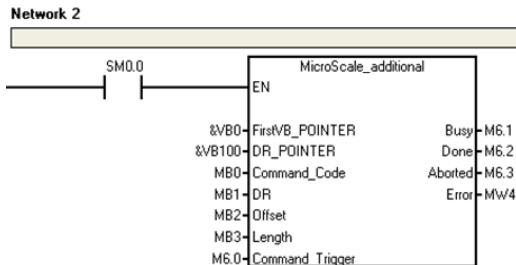 Network 2
SM0.0
MicroScale_additional
EN
&VB0 FirstVB_POINTER Busy M6.1
&VB100 DR_POINTER Done M6.2
MB0 Command_Code Aborted M6.3
MB1 DR Error MW4
MB2 Offset
MB3 Length
M6.0 Command_Trigger